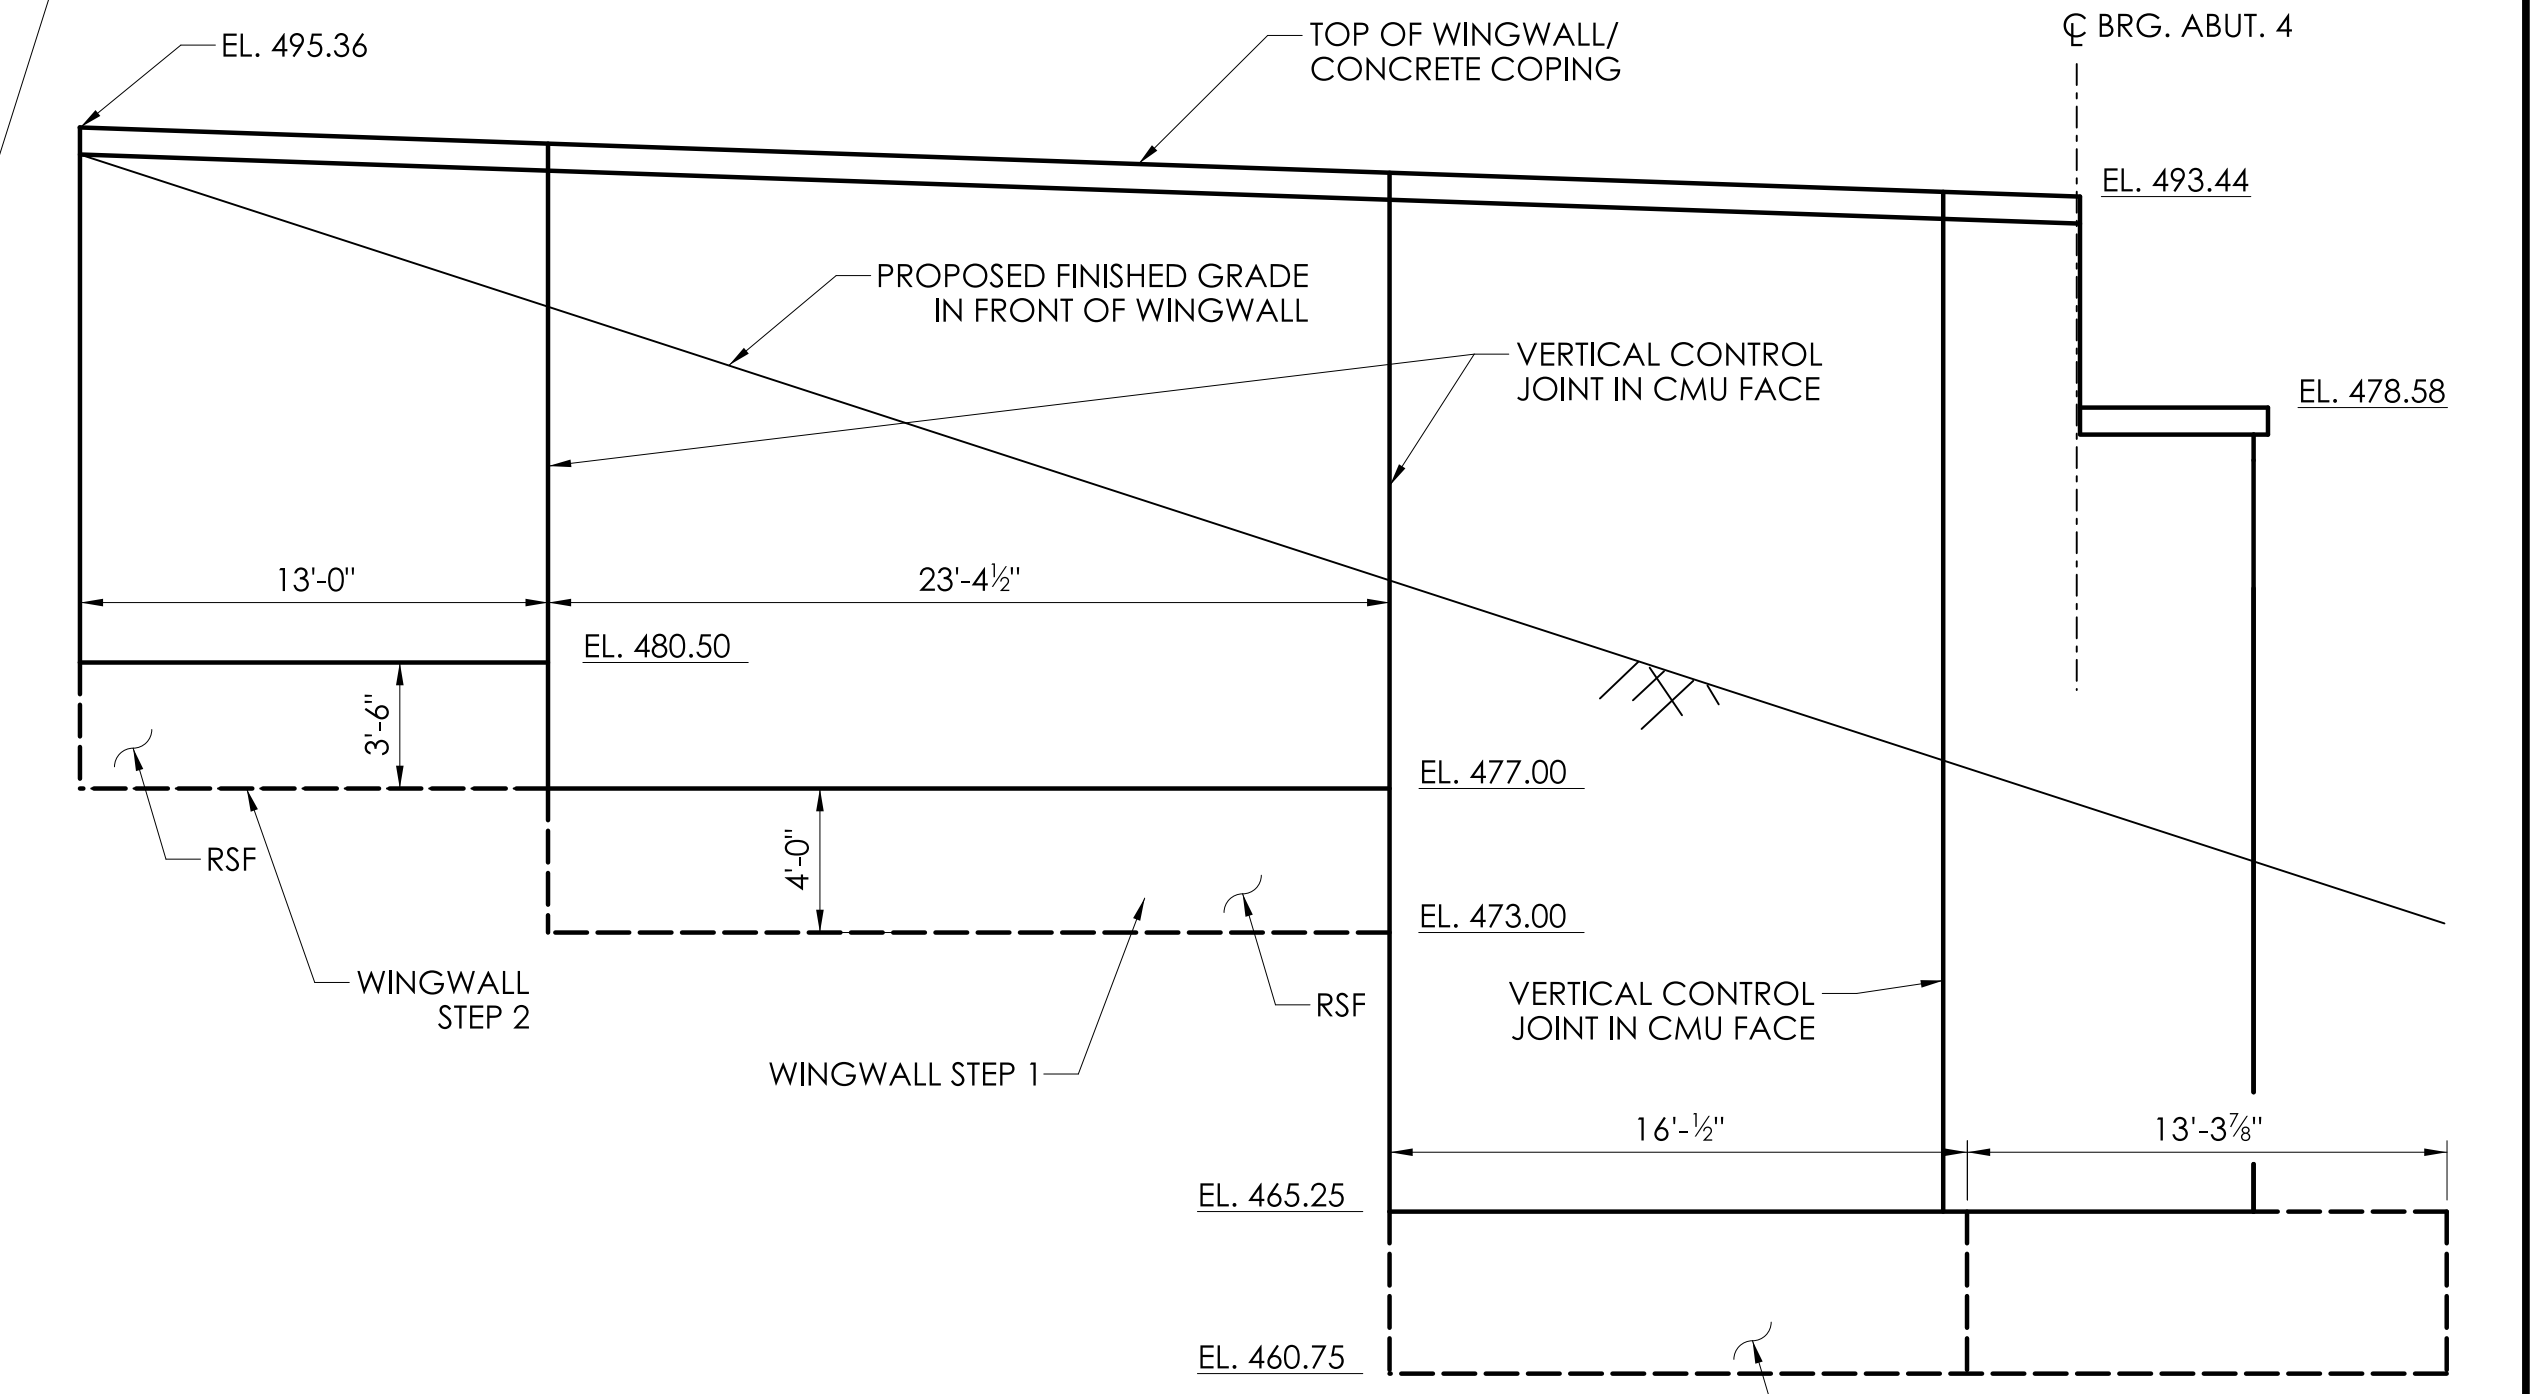 ℄ BRG. ABUT. 4
EL. 495.36
TOP OF WINGWALL/
CONCRETE COPING
EL. 493.44
PROPOSED FINISHED GRADE
IN FRONT OF WINGWALL
VERTICAL CONTROL
JOINT IN CMU FACE
EL. 478.58
13'-0"
23'-4½"
EL. 480.50
3'-6"
EL. 477.00
RSF
4'-0"
EL. 473.00
WINGWALL
STEP 2
RSF
VERTICAL CONTROL
JOINT IN CMU FACE
WINGWALL STEP 1
16'-½"
13'-3⅞"
EL. 465.25
EL. 460.75